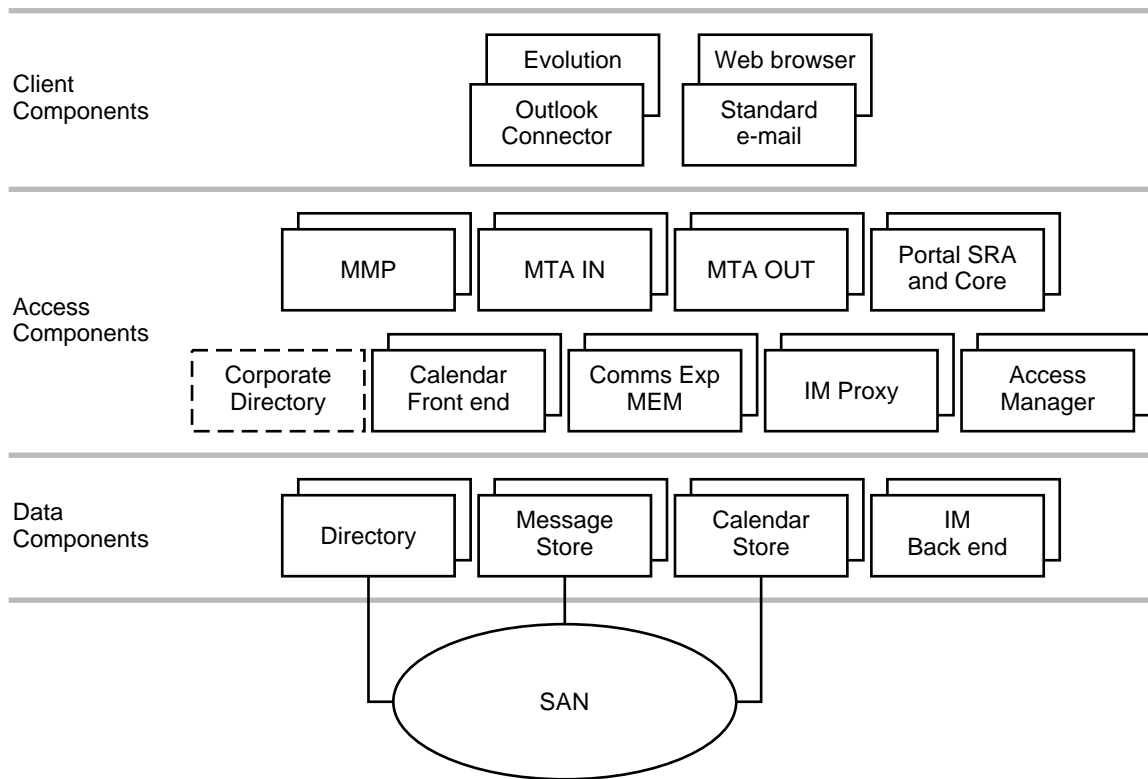 Client
Components
Evolution
Outlook
Connector
Web browser
Standard
e-mail
Access
Components
MMP
MTA IN
MTA OUT
Portal SRA
and Core
Corporate
Directory
Calendar
Front end
Comms Exp
MEM
IM Proxy
Access
Manager
Data
Components
Directory
Message
Store
Calendar
Store
IM
Back end
SAN